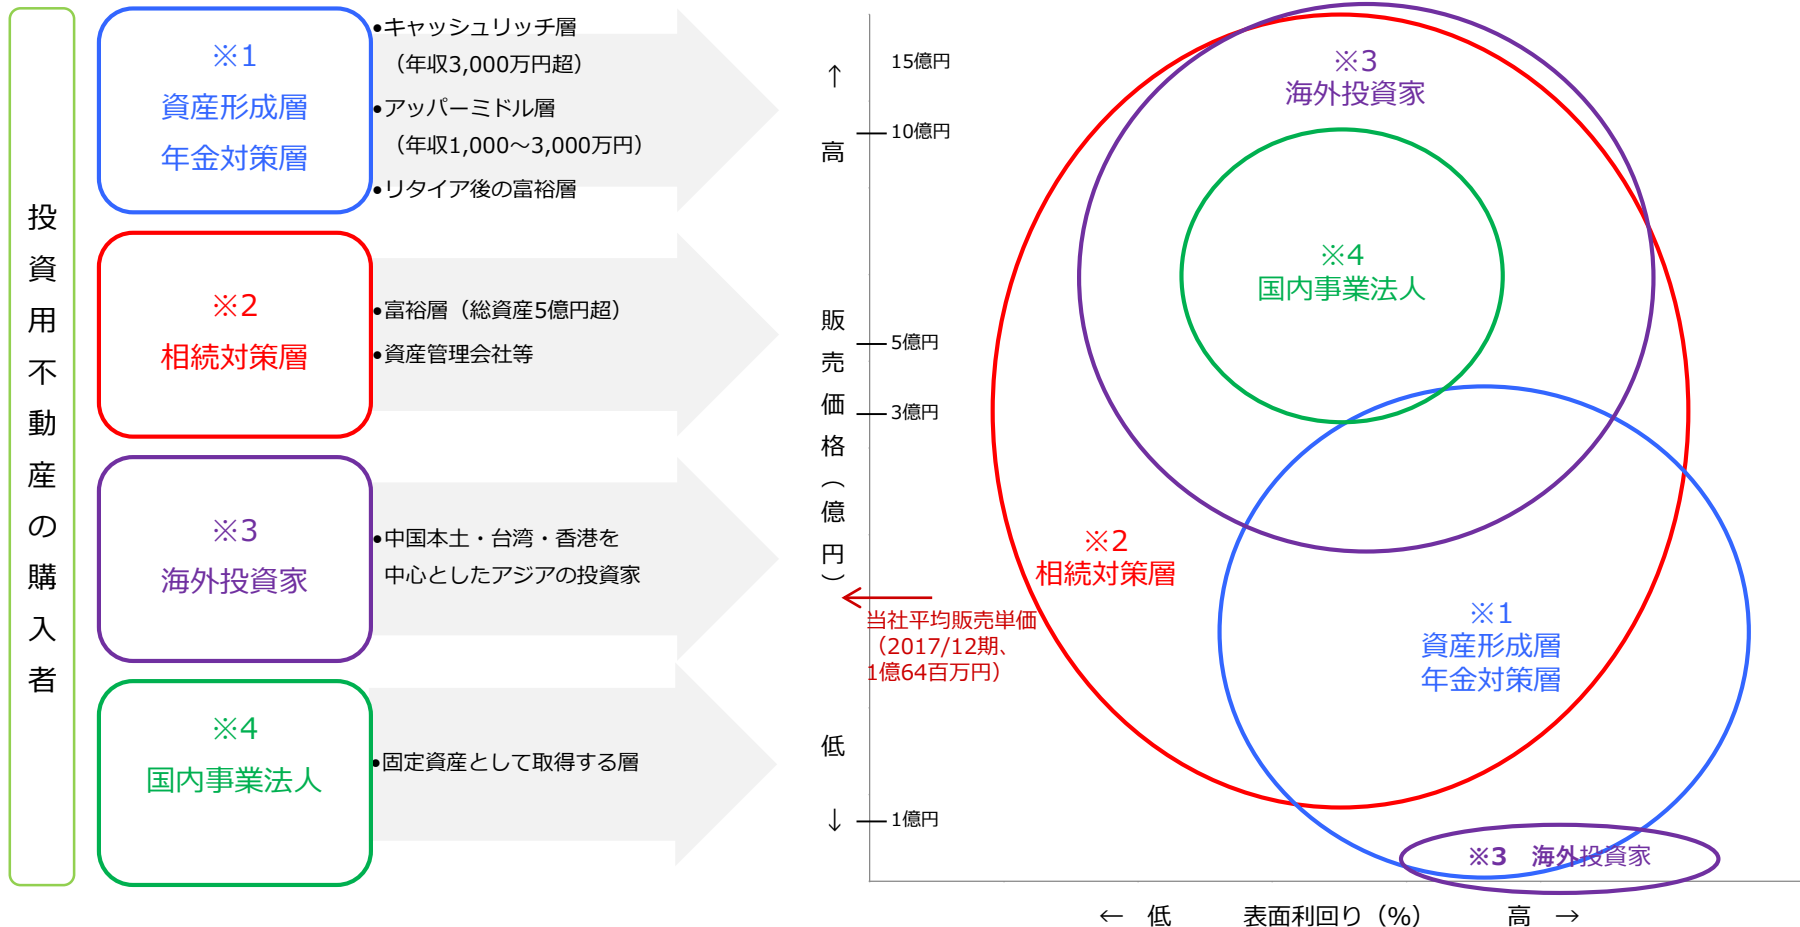 投資用不動産の購入者
※1
資産形成層
年金対策層
●キャッシュリッチ層
（年収3,000万円超）
●アッパーミドル層
（年収1,000～3,000万円）
●リタイア後の富裕層
※2
相続対策層
●富裕層（総資産5億円超）
●資産管理会社等
※3
海外投資家
●中国本土・台湾・香港を
中心としたアジアの投資家
※4
国内事業法人
●固定資産として取得する層
↑
高
販売価格（億円）
低
↓
15億円
10億円
5億円
3億円
1億円
当社平均販売単価
（2017/12期、
1億64百万円）
※3
海外投資家
※4
国内事業法人
※2
相続対策層
※1
資産形成層
年金対策層
※3　海外投資家
← 低　表面利回り（%）　高 →